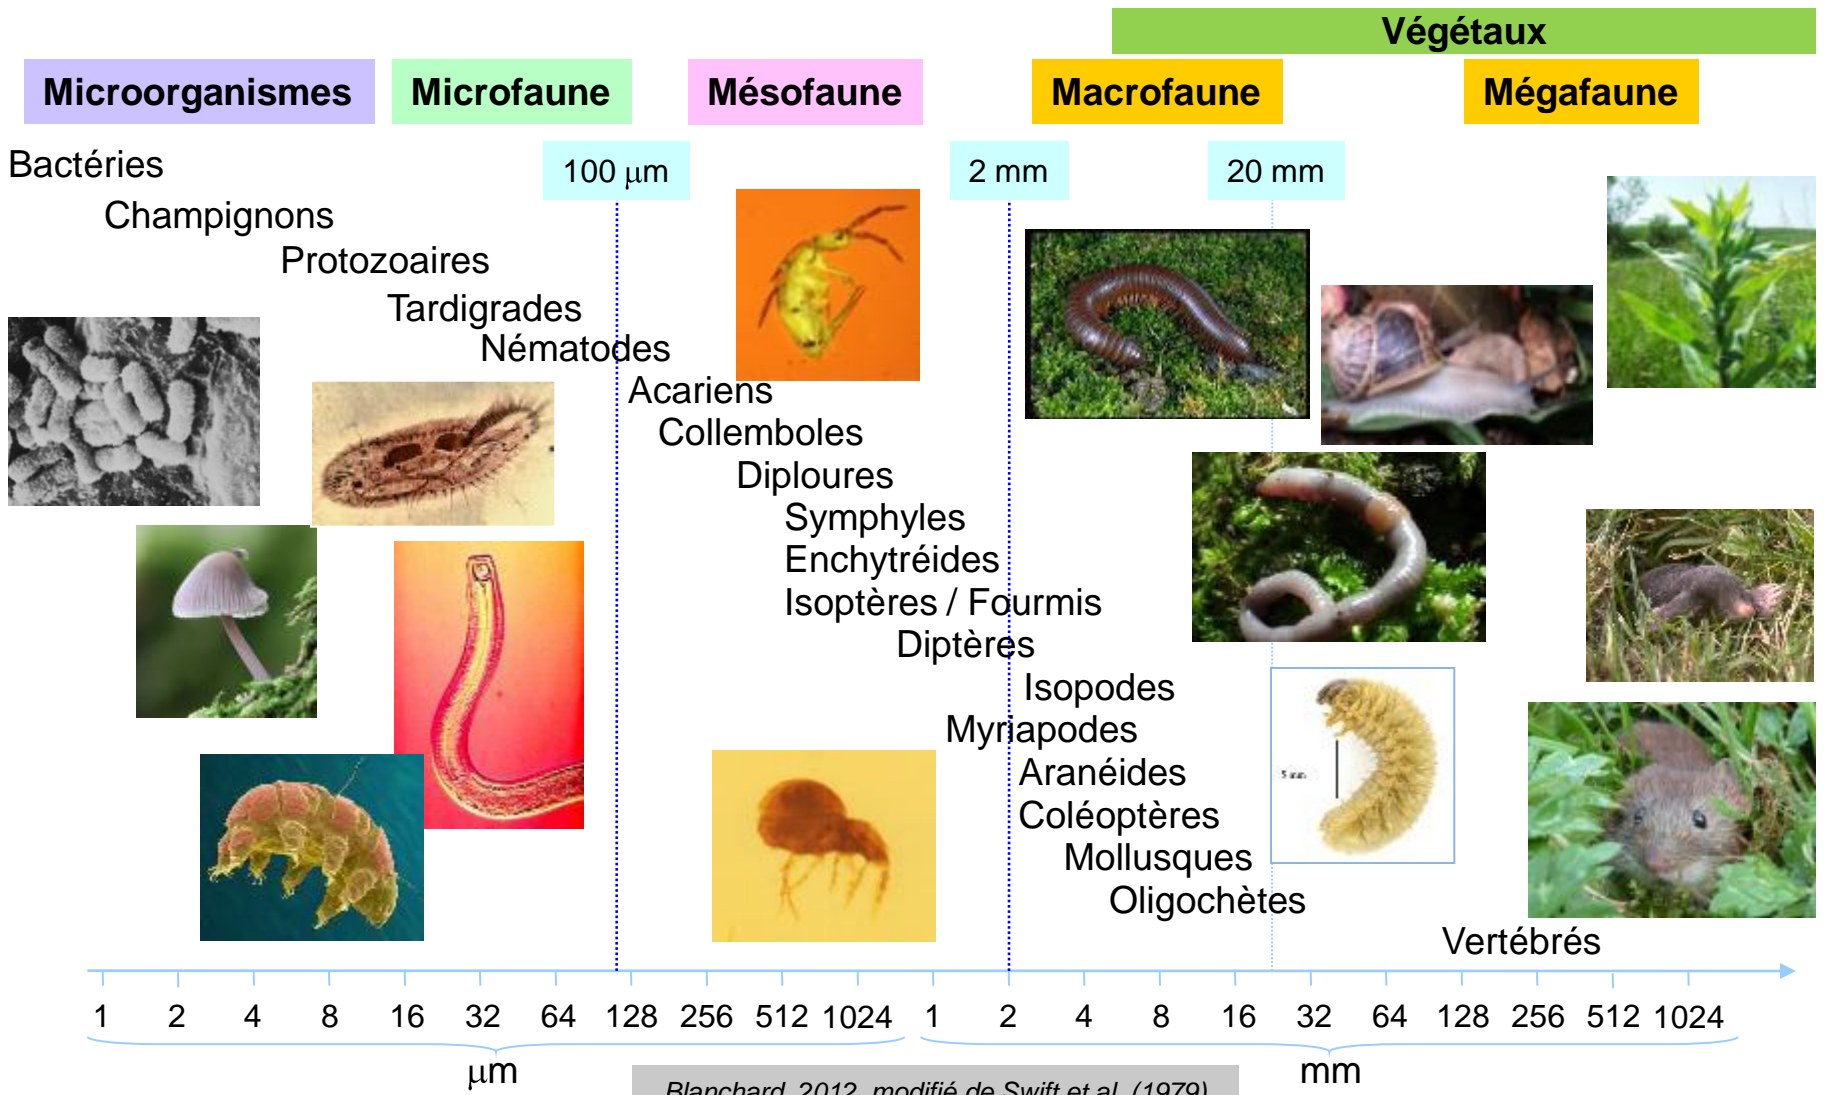 Végétaux
Microorganismes
Microfaune
Mésofaune
Macrofaune
Mégafaune
100 µm
2 mm
20 mm
Bactéries
Champignons
Protozoaires
Tardigrades
Nématodes
Acariens
Collemboles
Diploures
Symphyles
Enchytréides
Isoptères / Fourmis
Diptères
Isopodes
Myriapodes
Aranéides
Coléoptères
Mollusques
Oligochètes
Vertébrés
5 mm
1 2 4 8 16 32 64 128 256 512 1024 1 2 4 8 16 32 64 128 256 512 1024
µm
mm
Blanchard, 2012, modifié de Swift et al. (1979)